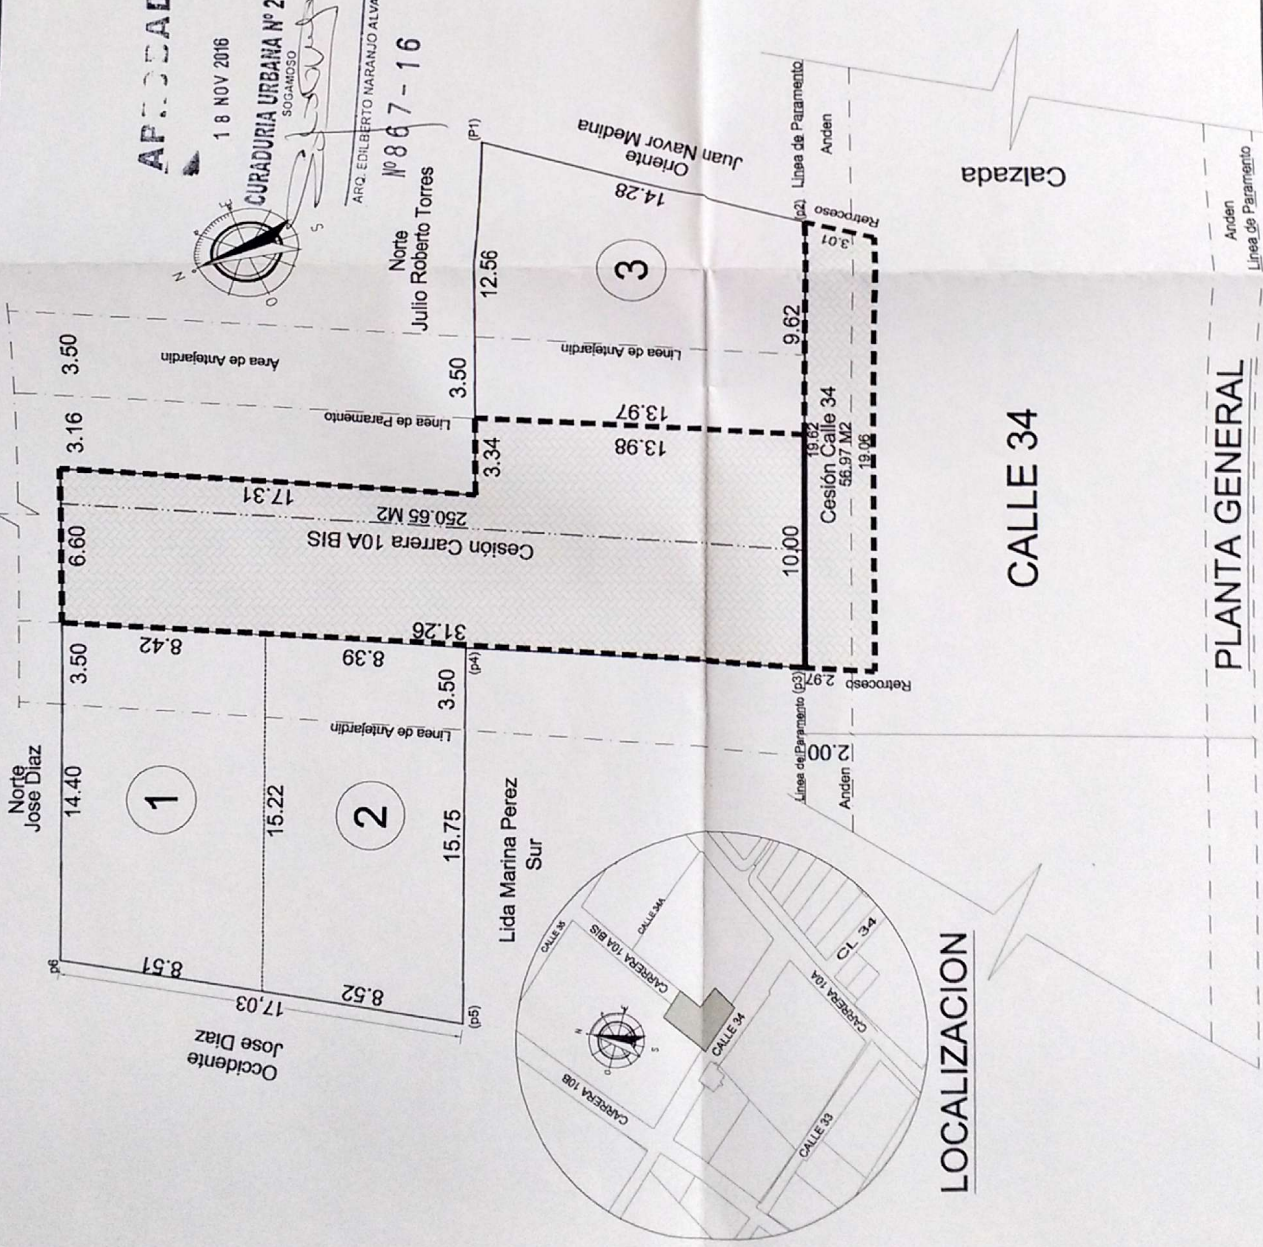 18 NOV 2016
CURADURIA URBANA Nº 2
SOGAMOSO
ARQ. EDILBERTO NARANJO ALVA
Nº 867-16
N
E
S
O
Norte
Julio Roberto Torres
(P1)
Oriente
Juan Navor Medina
14.28
12.56
3
3.50
Linea de Antejardin
9.62
13.97
13.98
3.34
(p2)
Linea de Paramento
Anden
Retroceso
3.01
Calzada
3.50
Area de Antejardin
3.16
Linea de Paramento
17.31
6.60
250.65 M2
Cesión Carrera 10A BIS
31.26
10.00
19.62
Cesión Calle 34
56.97 M2
19.06
2.97
Retroceso
(p3)
Linea de Paramento
2.00
Anden
CALLE 34
Anden
Linea de Paramento
PLANTA GENERAL
Norte
Jose Diaz
3.50
8.42
14.40
1
15.22
8.39
3.50
(p4)
Linea de Antejardin
2
15.75
p6
8.51
17,03
8.52
(p5)
Occidente
Jose Diaz
Lida Marina Perez
Sur
CALLE 35
CALLE 34A
CARRERA 10A BIS
CL 34
CARRERA 10A
CALLE 34
CARRERA 10B
CALLE 33
N
E
S
O
LOCALIZACION